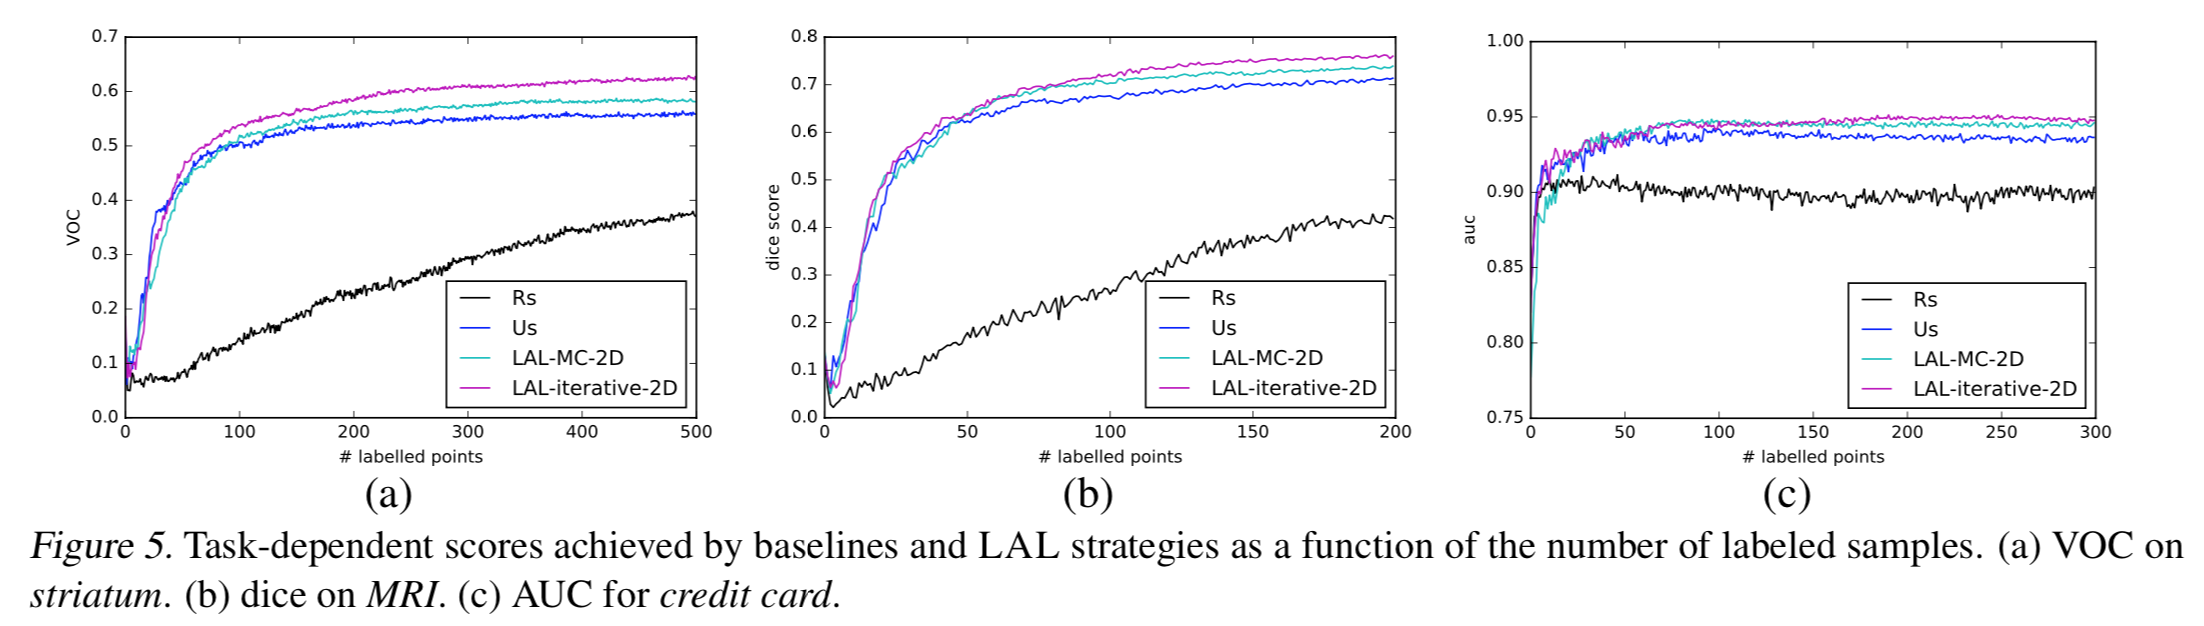 0.7
0.6
0.5
0.4
0.3
0.2
0.1
0.0
VOC
0 100 200 300 400 500
# labelled points
Rs
Us
LAL-MC-2D
LAL-iterative-2D
(a)
0.8
0.7
0.6
0.5
0.4
0.3
0.2
0.1
0.0
dice score
0 50 100 150 200
# labelled points
Rs
Us
LAL-MC-2D
LAL-iterative-2D
(b)
1.00
0.95
0.90
0.85
0.80
0.75
auc
0 50 100 150 200 250 300
# labelled points
Rs
Us
LAL-MC-2D
LAL-iterative-2D
(c)
Figure 5. Task-dependent scores achieved by baselines and LAL strategies as a function of the number of labeled samples. (a) VOC on
striatum. (b) dice on MRI. (c) AUC for credit card.